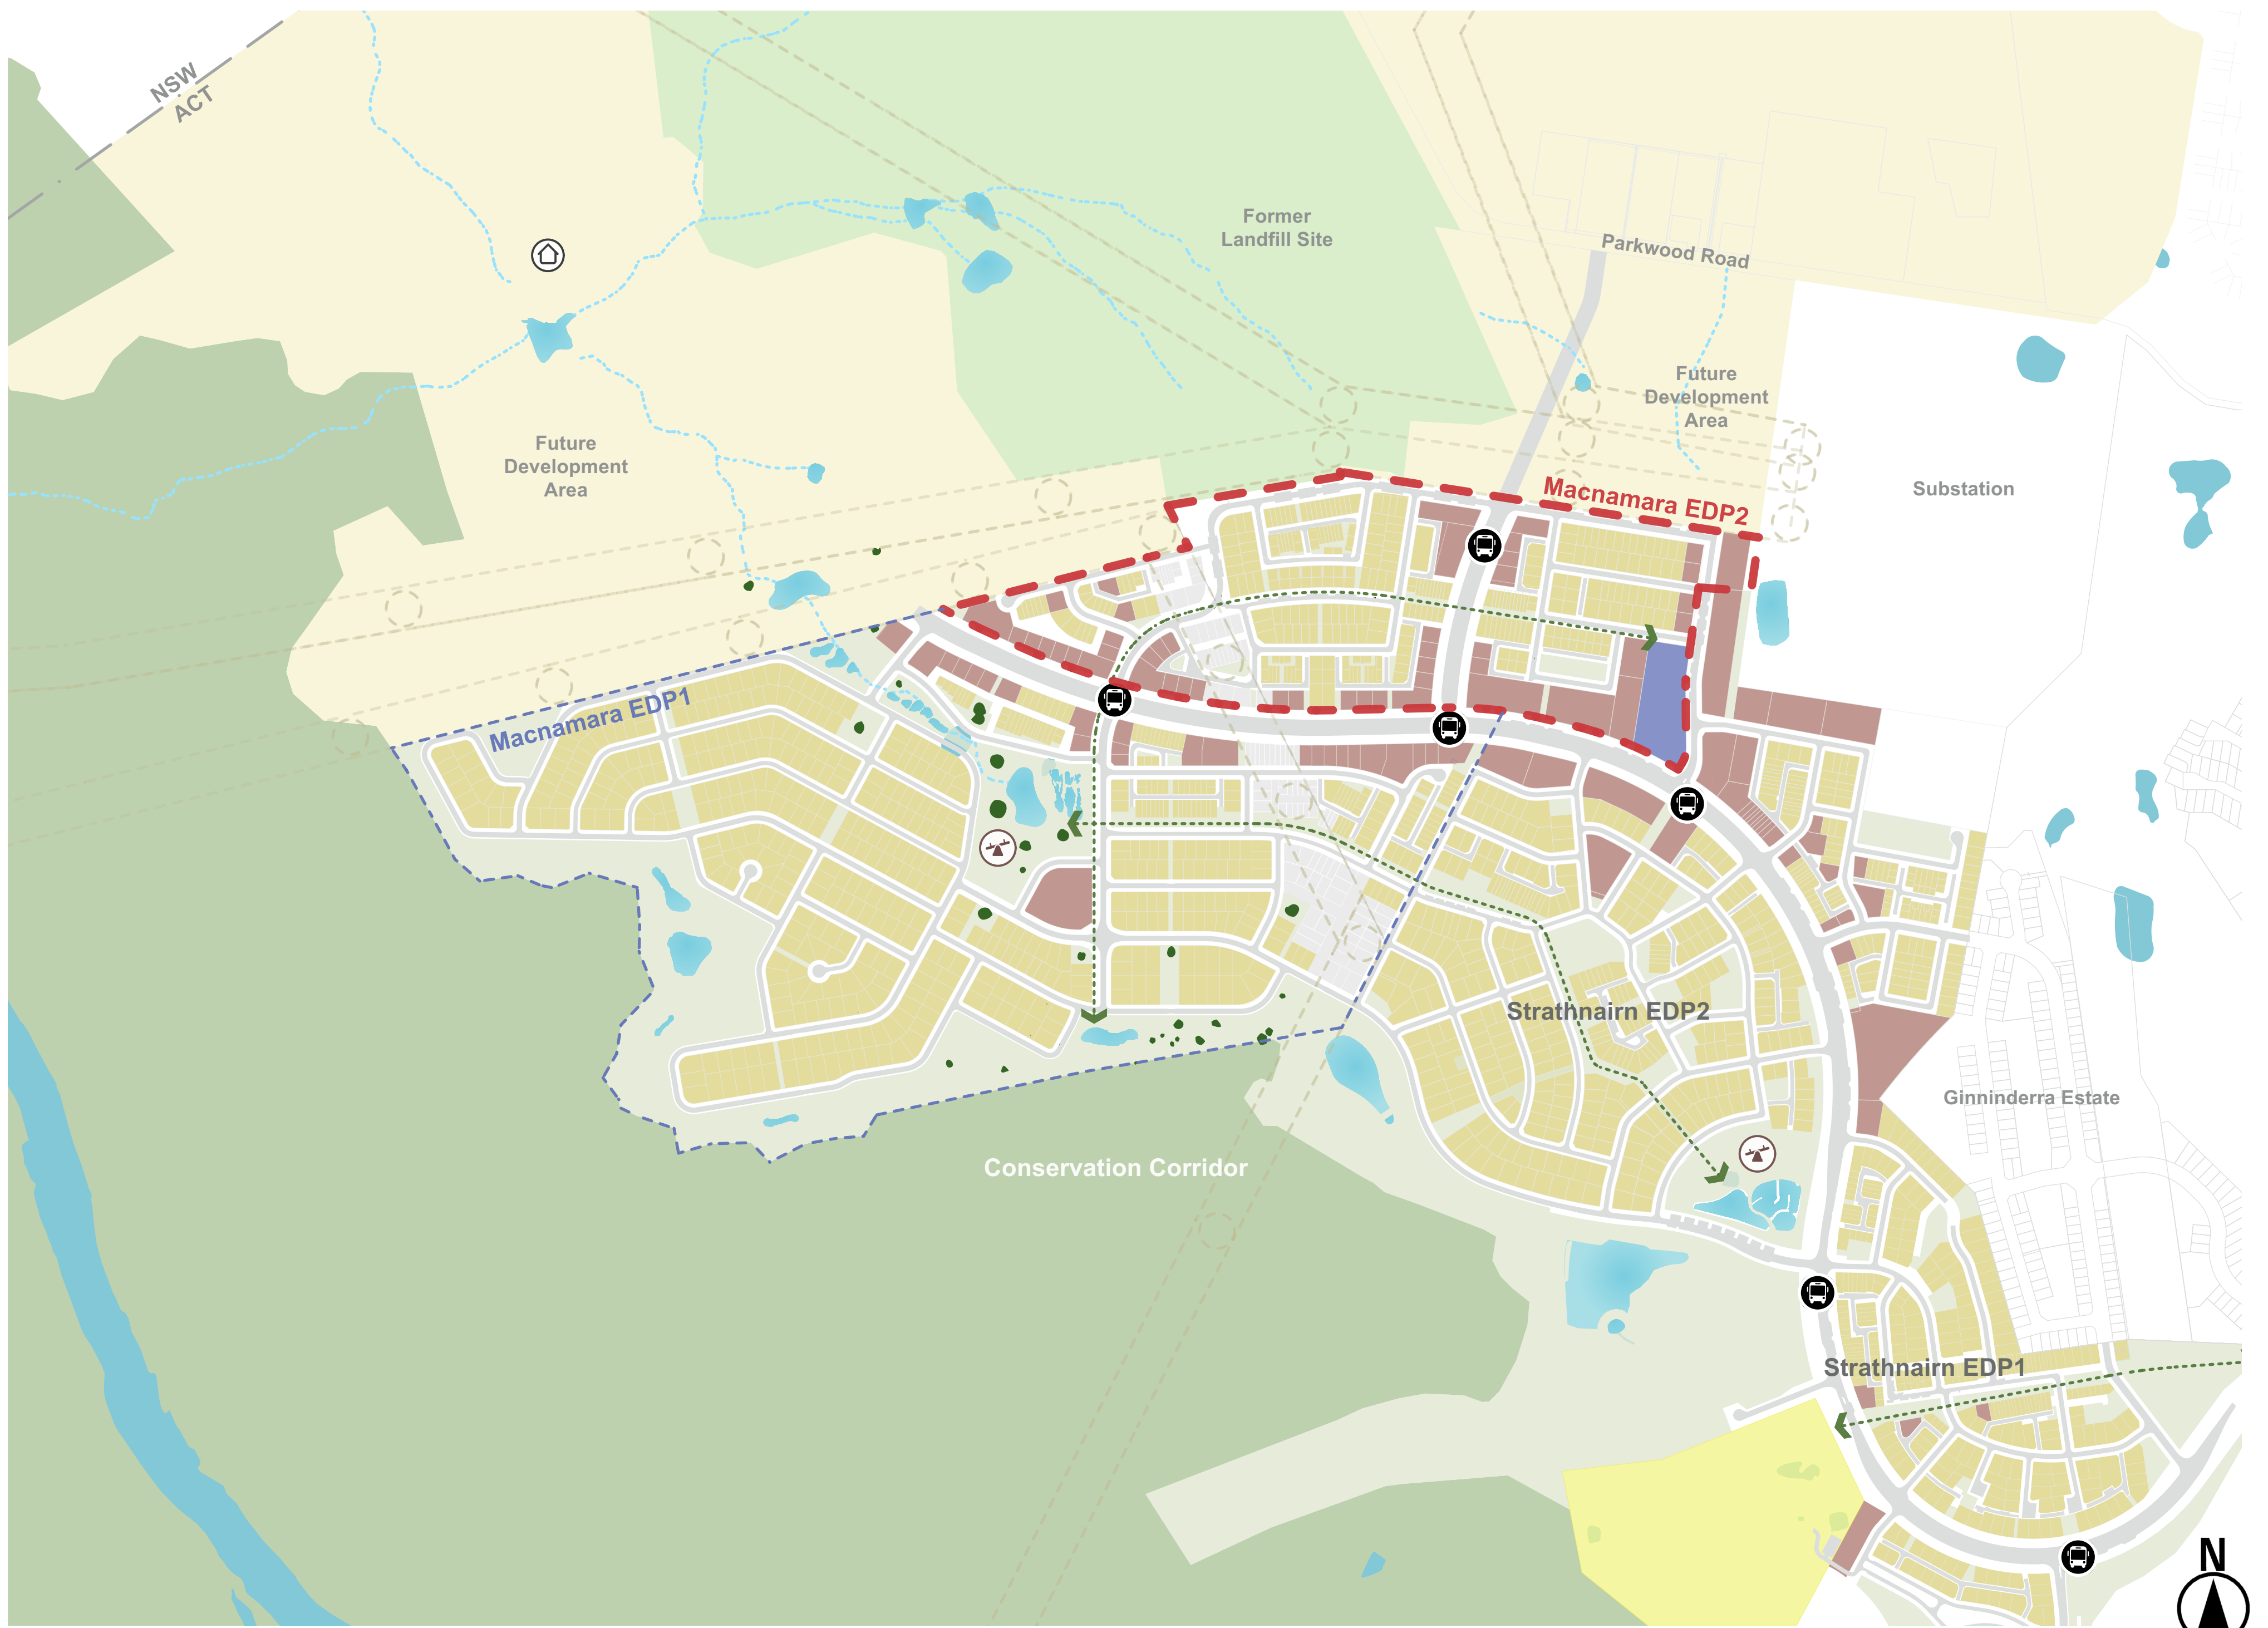 NSW
ACT
Former
Landfill Site
Parkwood Road
Future
Development
Area
Future
Development
Area
Substation
Macnamara EDP2
Macnamara EDP1
Strathnairn EDP2
Ginninderra Estate
Conservation Corridor
Strathnairn EDP1
N